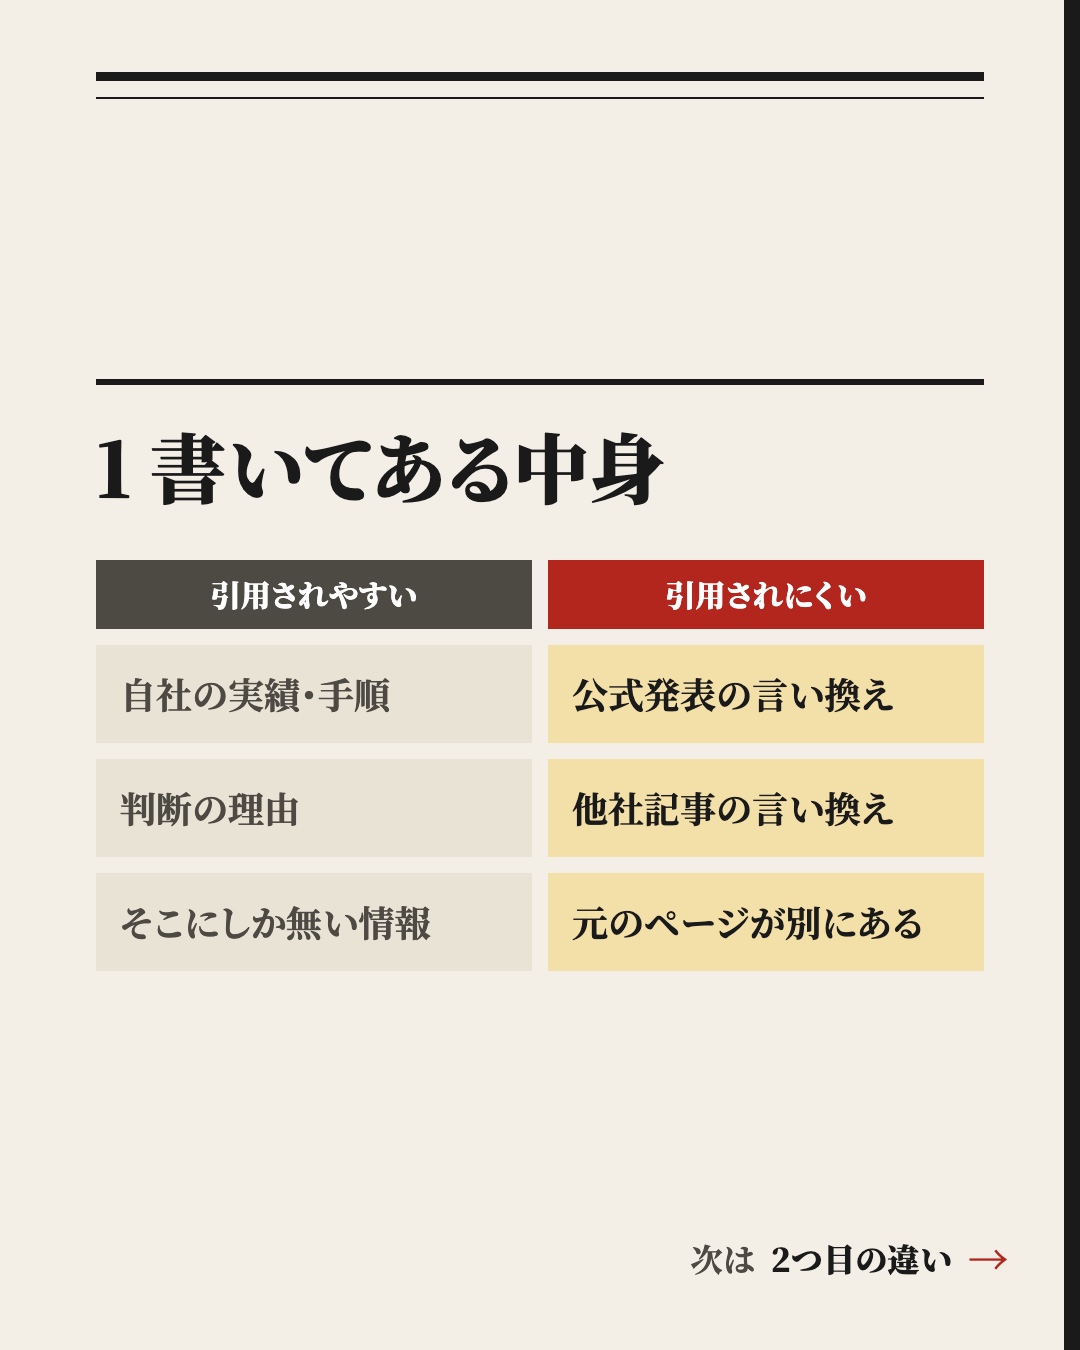 1 書いてある中身
引用されやすい 引用されにくい
自社の実績・手順 公式発表の言い換え
判断の理由 他社記事の言い換え
そこにしか無い情報 元のページが別にある
次は 2つ目の違い →